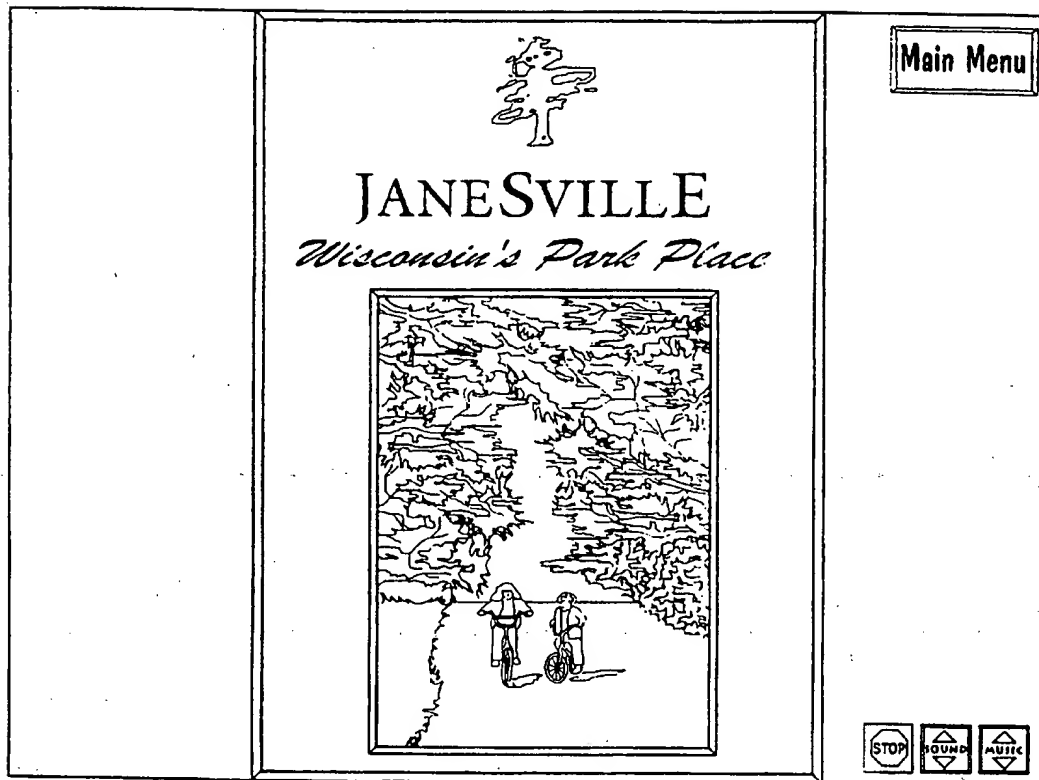 Main Menu
JANESVILLE
Wisconsin's Park Place
STOP
SOUND
MUSIC